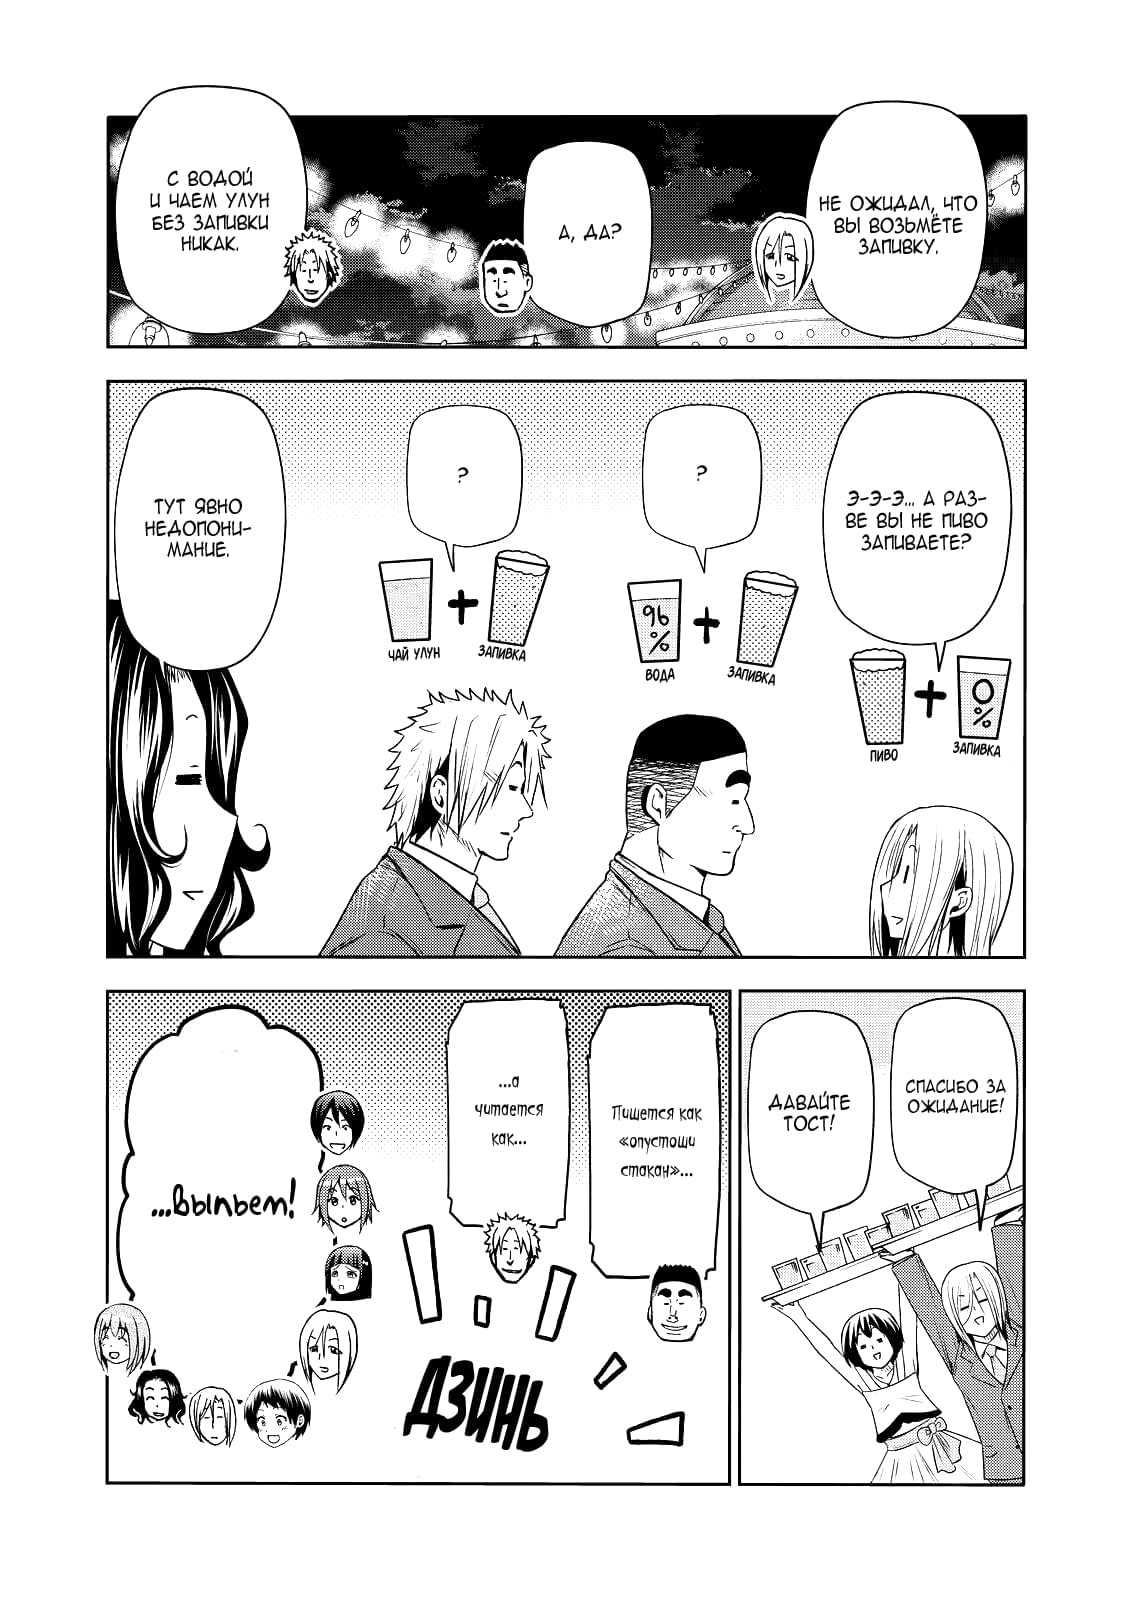 НЕ ОЖИДАЛ, ЧТО
ВЫ ВОЗЬМЁТЕ
ЗАПИВКУ.
А, ДА?
С ВОДОЙ
И ЧАЕМ УЛУН
БЕЗ ЗАПИВКИ
НИКАК.
Э-Э-Э... А РАЗ-
ВЕ ВЫ НЕ ПИВО
ЗАПИВАЕТЕ?
ПИВО
+
0
%
ЗАПИВКА
?
96
%
ВОДА
+
ЗАПИВКА
?
ЧАЙ УЛУН
+
ЗАПИВКА
ТУТ ЯВНО
НЕДОПОНИ-
МАНИЕ.
СПАСИБО ЗА
ОЖИДАНИЕ!
ДАВАЙТЕ
ТОСТ!
Пишется как
«опустоши
стакан»...
...а
читается
как...
...Выпьем!
ДЗИНЬ